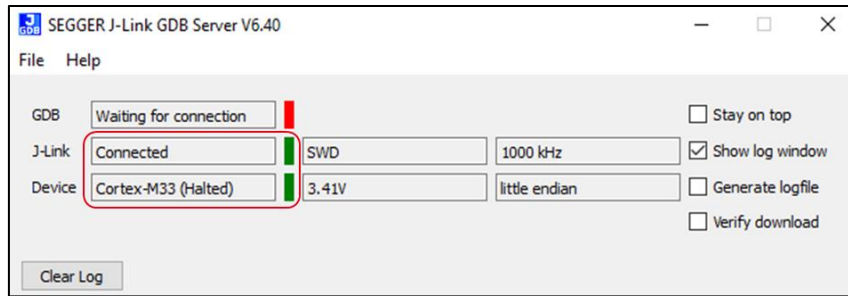 J
GDB
SEGGER J-Link GDB Server V6.40
File Help
GDB Waiting for connection Stay on top
J-Link Connected SWD 1000 kHz Show log window
Device Cortex-M33 (Halted) 3.41V little endian Generate logfile
Verify download
Clear Log